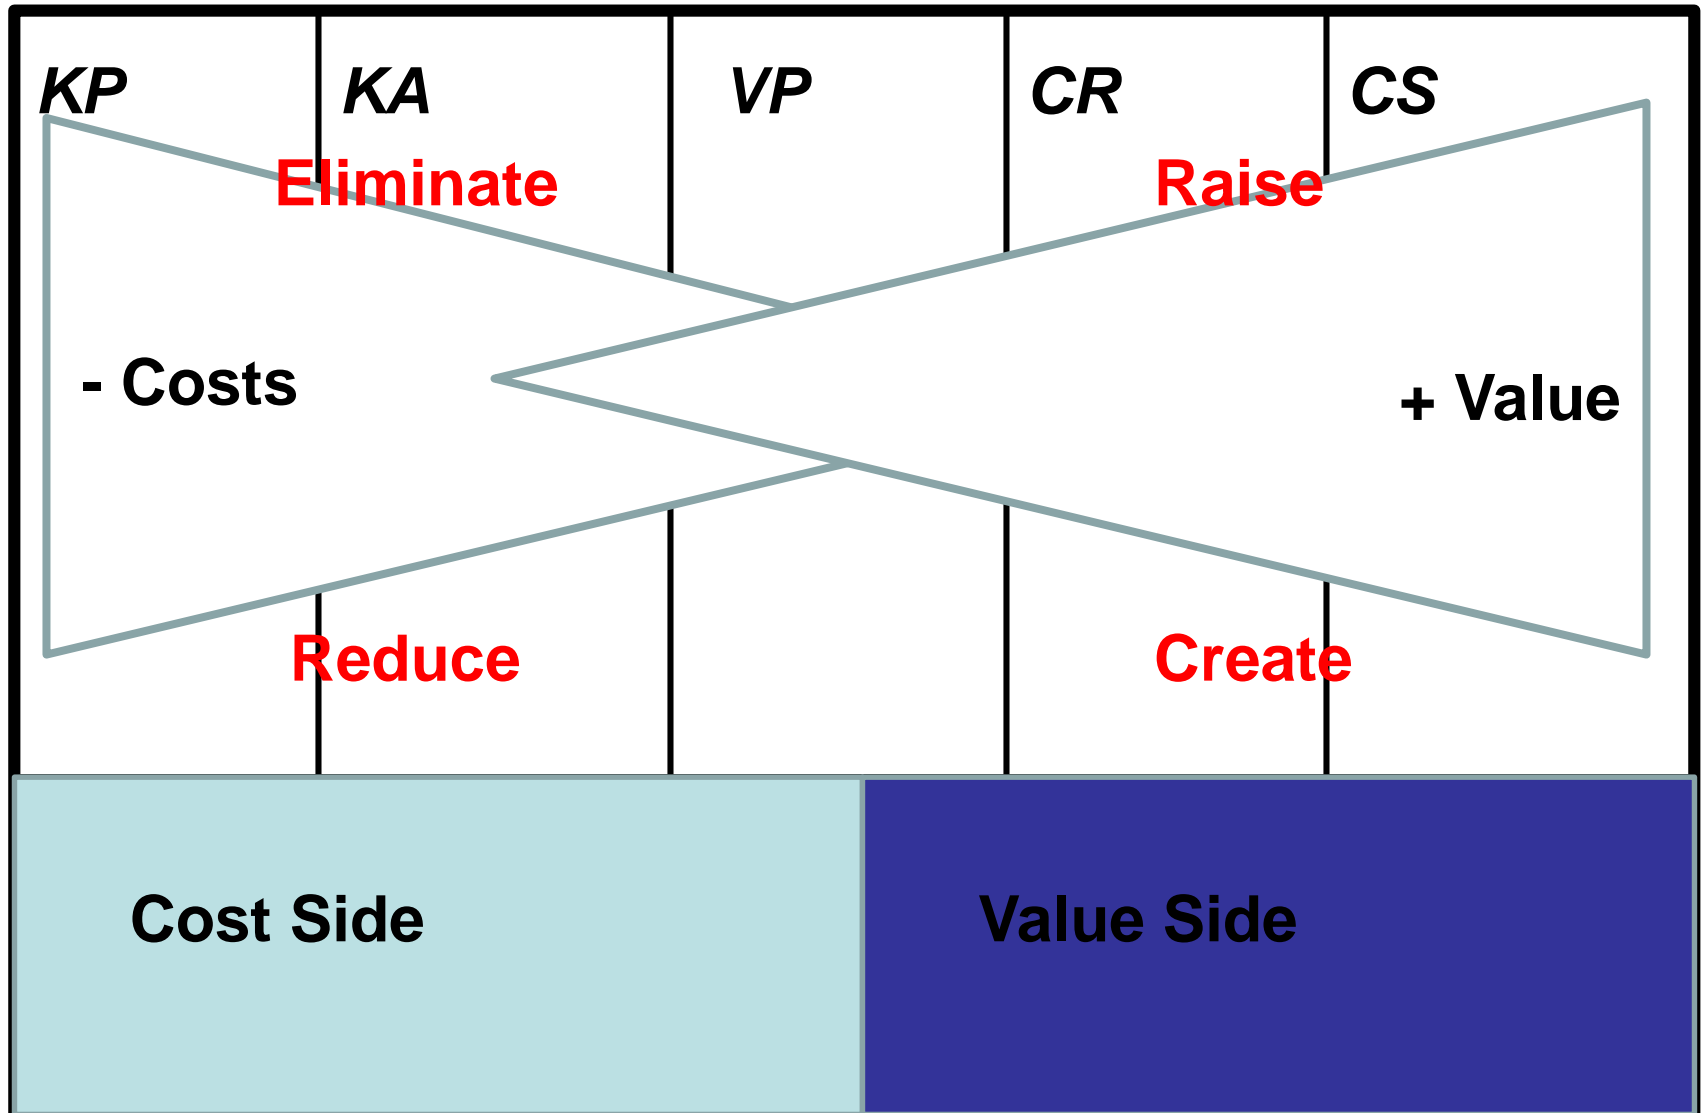 KP
KA
VP
CR
CS
Eliminate
Raise
- Costs
+ Value
Reduce
Create
Cost Side
Value Side